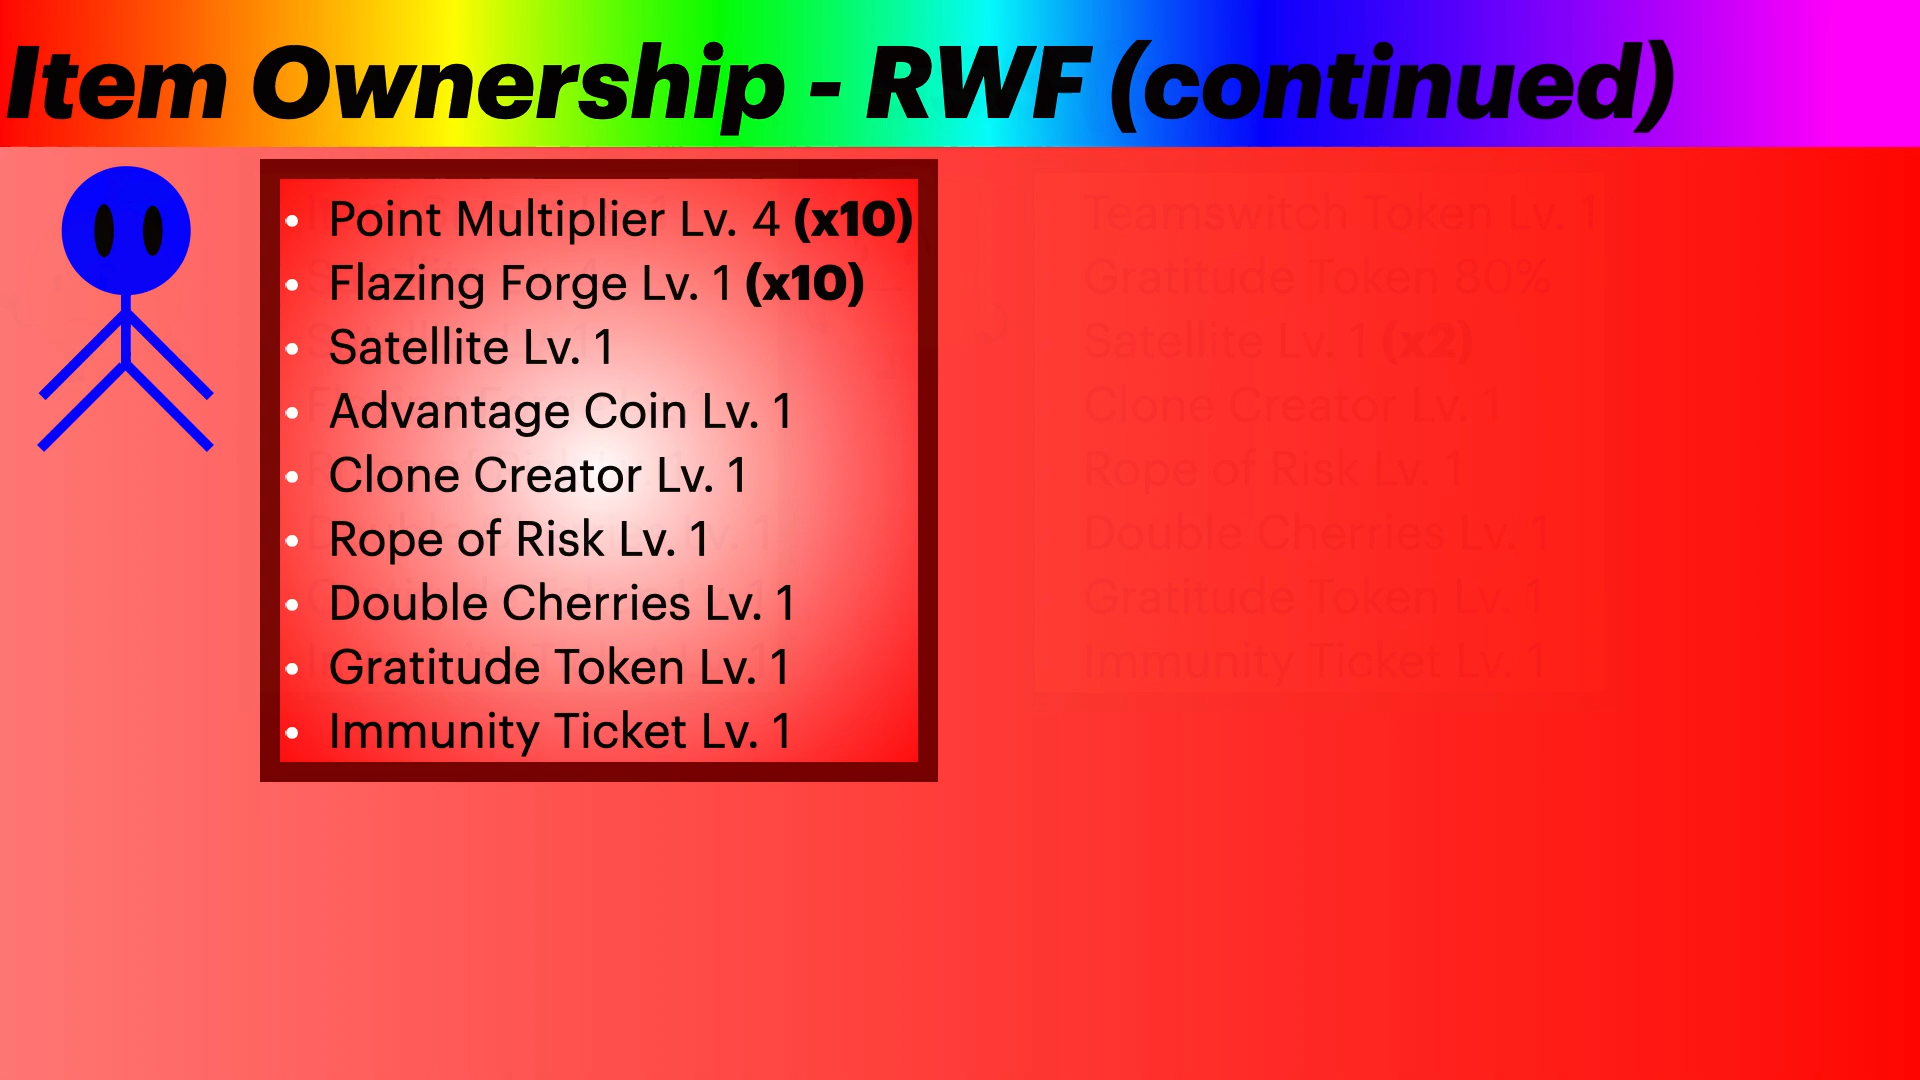 Item Ownership - RWF (continued)
• Point Multiplier Lv. 4 (x10)
• Flazing Forge Lv. 1 (x10)
• Satellite Lv. 1
• Advantage Coin Lv. 1
• Clone Creator Lv. 1
• Rope of Risk Lv. 1
• Double Cherries Lv. 1
• Gratitude Token Lv. 1
• Immunity Ticket Lv. 1
Teamswitch Token Lv. 1
Gratitude Token 80%
Satellite Lv. 1 (x2)
Clone Creator Lv. 1
Rope of Risk Lv. 1
Double Cherries Lv. 1
Gratitude Token Lv. 1
Immunity Ticket Lv. 1